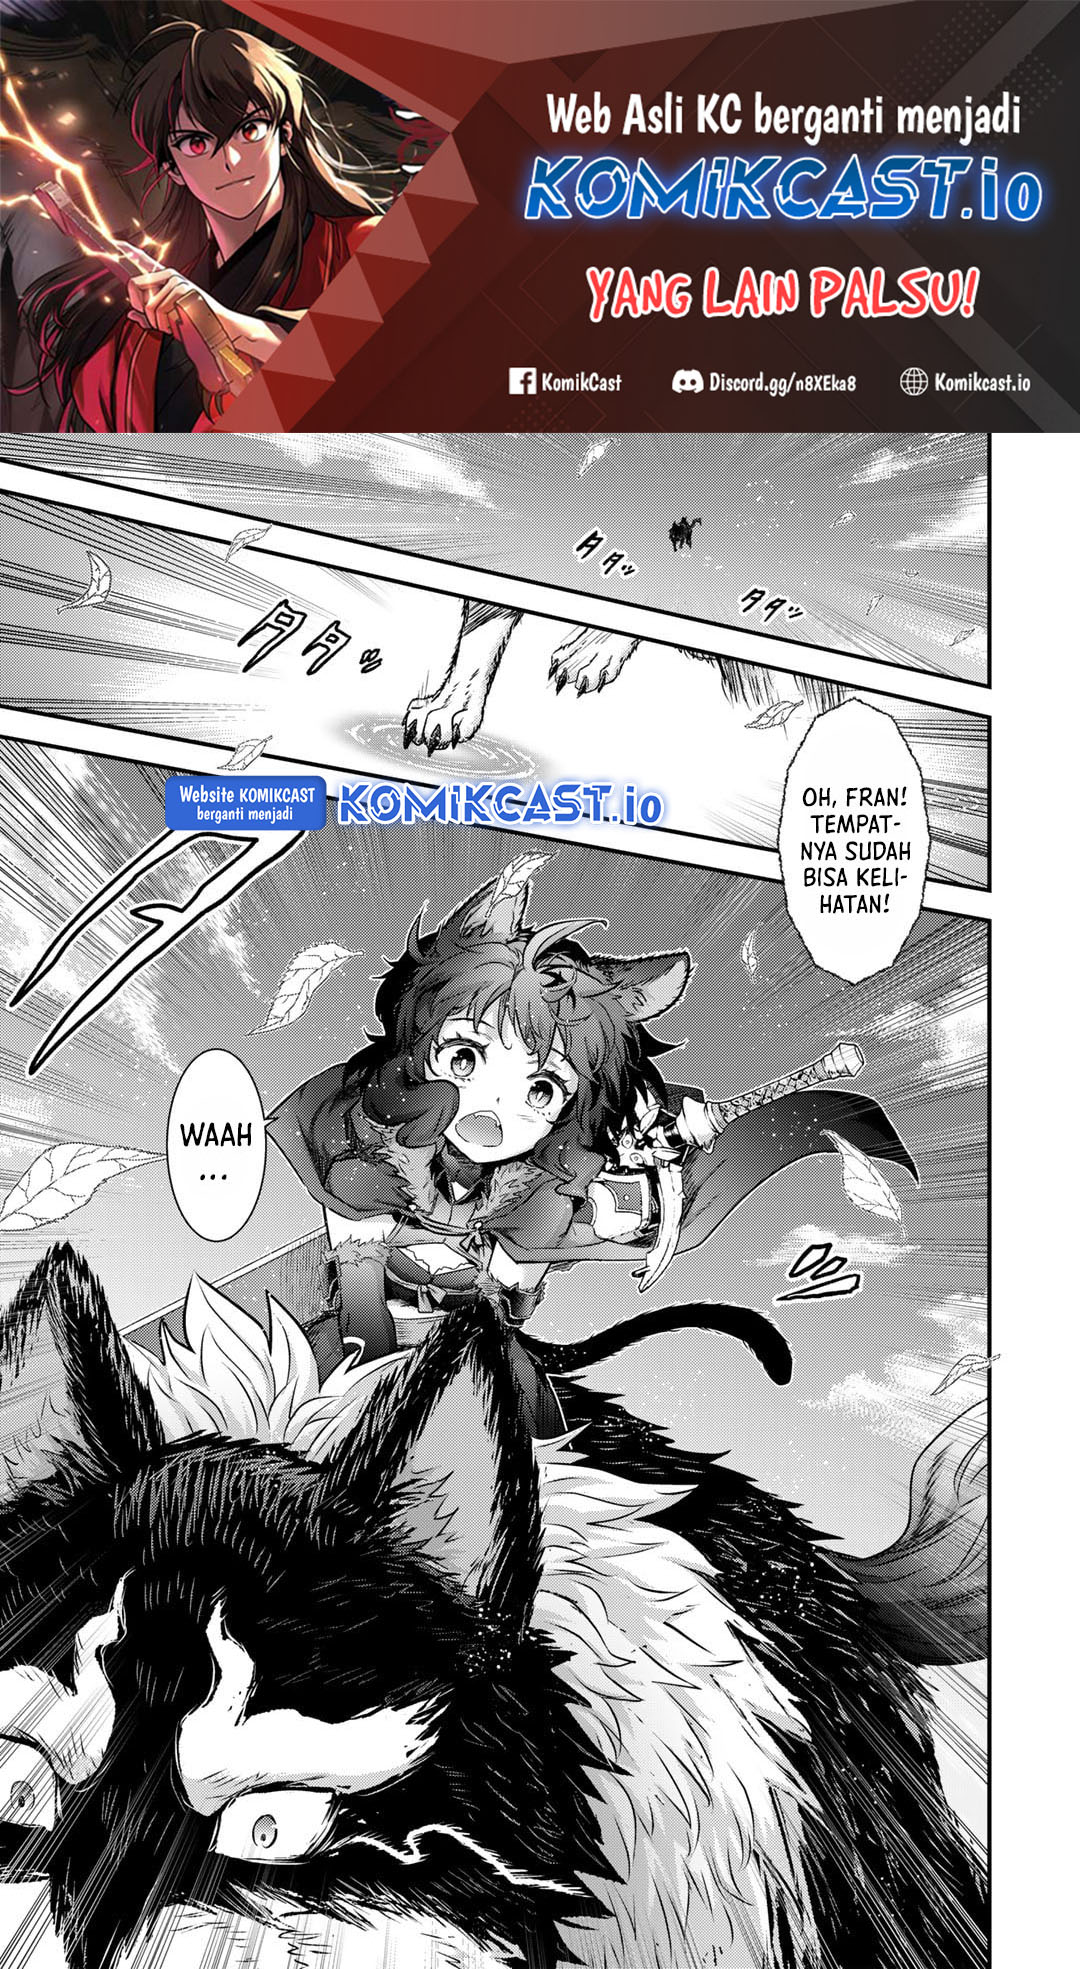 Web Asli KC berganti menjadi
KOMIKCAST.io
YANG LAIN PALSU!
KomikCast
Discord.gg/n8XEka8
Komikcast.io
タタッ
タタッ
タタッ
OH, FRAN!
TEMPAT-
NYA SUDAH
BISA KELI-
HATAN!
Website KOMIKCAST
berganti menjadi
KOMIKCAST.io
WAAH
...